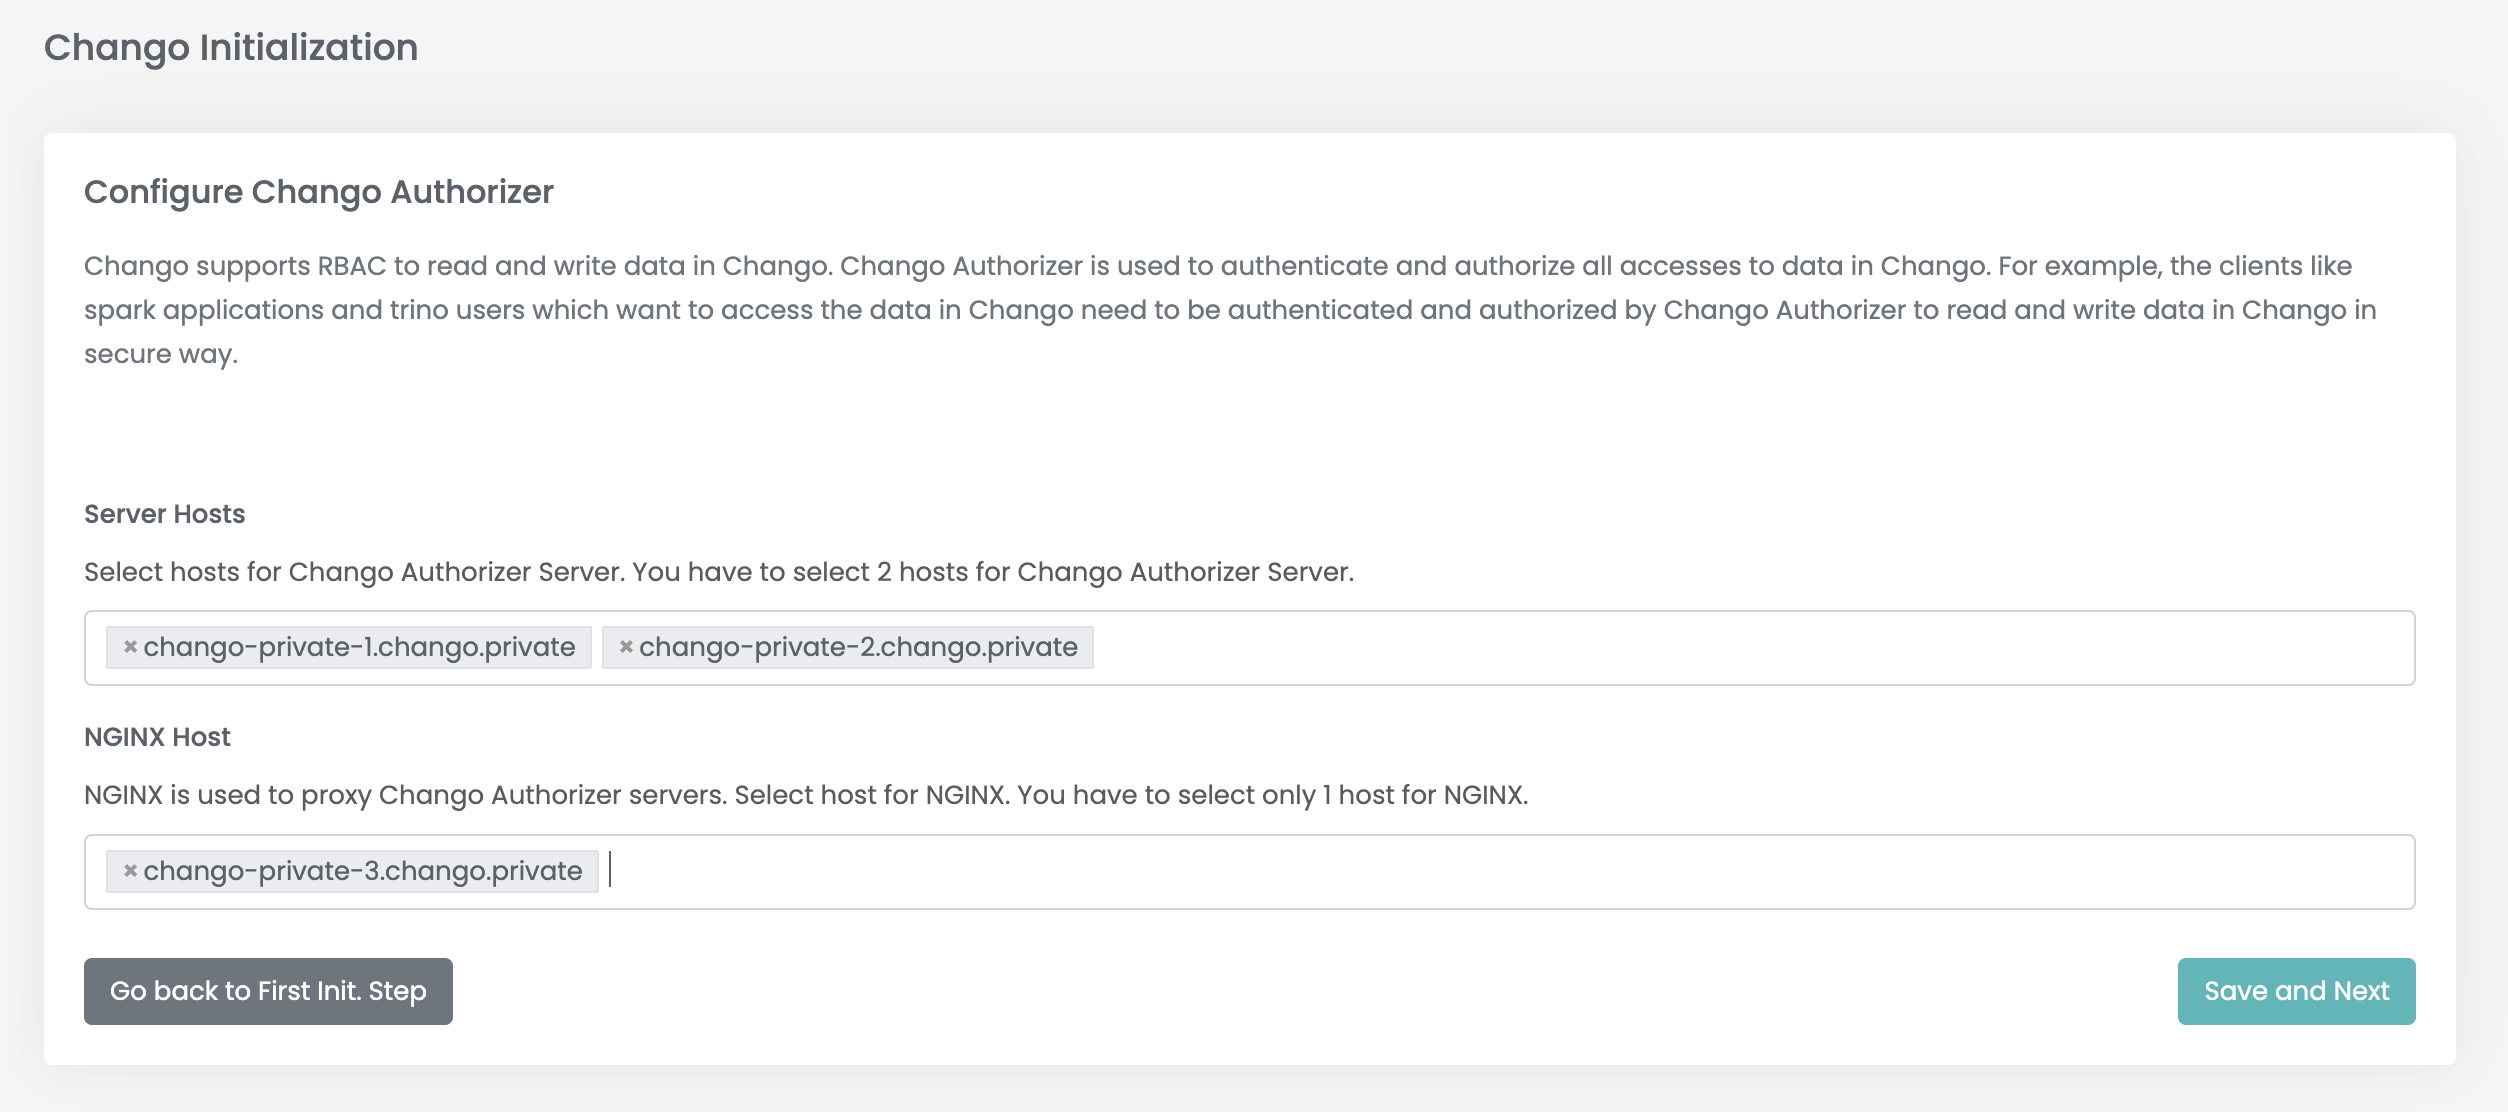 Chango Initialization
Configure Chango Authorizer
Chango supports RBAC to read and write data in Chango. Chango Authorizer is used to authenticate and authorize all accesses to data in Chango. For example, the clients like
spark applications and trino users which want to access the data in Chango need to be authenticated and authorized by Chango Authorizer to read and write data in Chango in
secure way.
Server Hosts
Select hosts for Chango Authorizer Server. You have to select 2 hosts for Chango Authorizer Server.
×chango-private-1.chango.private ×chango-private-2.chango.private
NGINX Host
NGINX is used to proxy Chango Authorizer servers. Select host for NGINX. You have to select only 1 host for NGINX.
×chango-private-3.chango.private
Go back to First Init. Step Save and Next